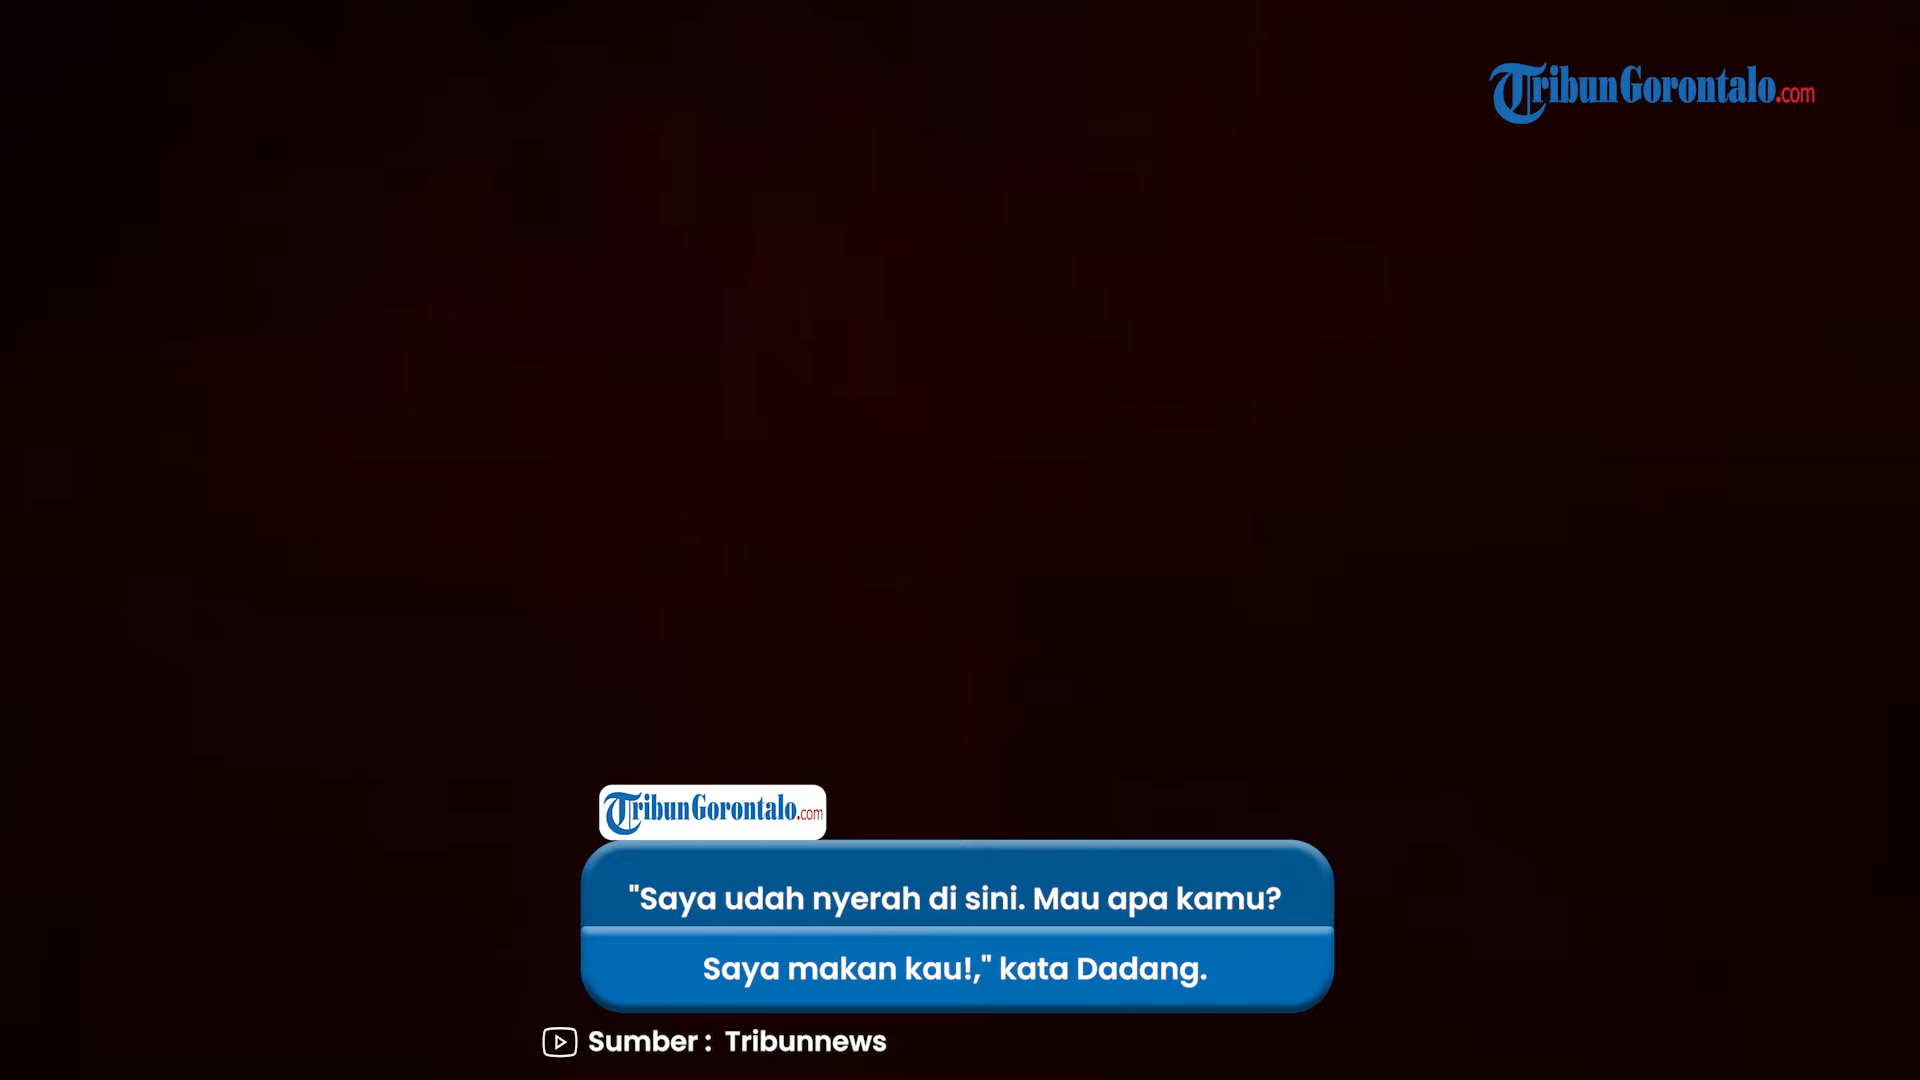 TribunGorontalo.com
TribunGorontalo.com
"Saya udah nyerah di sini. Mau apa kamu?
Saya makan kau!," kata Dadang.
Sumber : Tribunnews